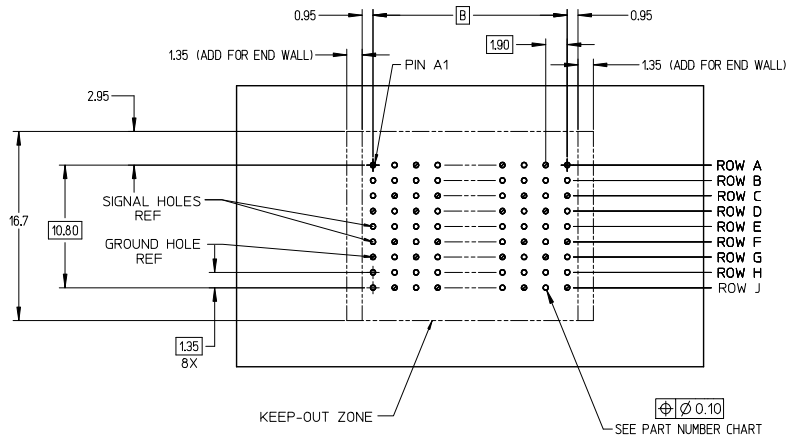 0.95
B
0.95
1.90
1.35 (ADD FOR END WALL)
PIN A1
1.35 (ADD FOR END WALL)
2.95
ROW A
ROW B
ROW C
ROW D
ROW E
ROW F
ROW G
ROW H
ROW J
SIGNAL HOLES
REF
16.7
10.80
GROUND HOLE
REF
1.35
8X
KEEP-OUT ZONE
⌖ Ø 0.10
SEE PART NUMBER CHART